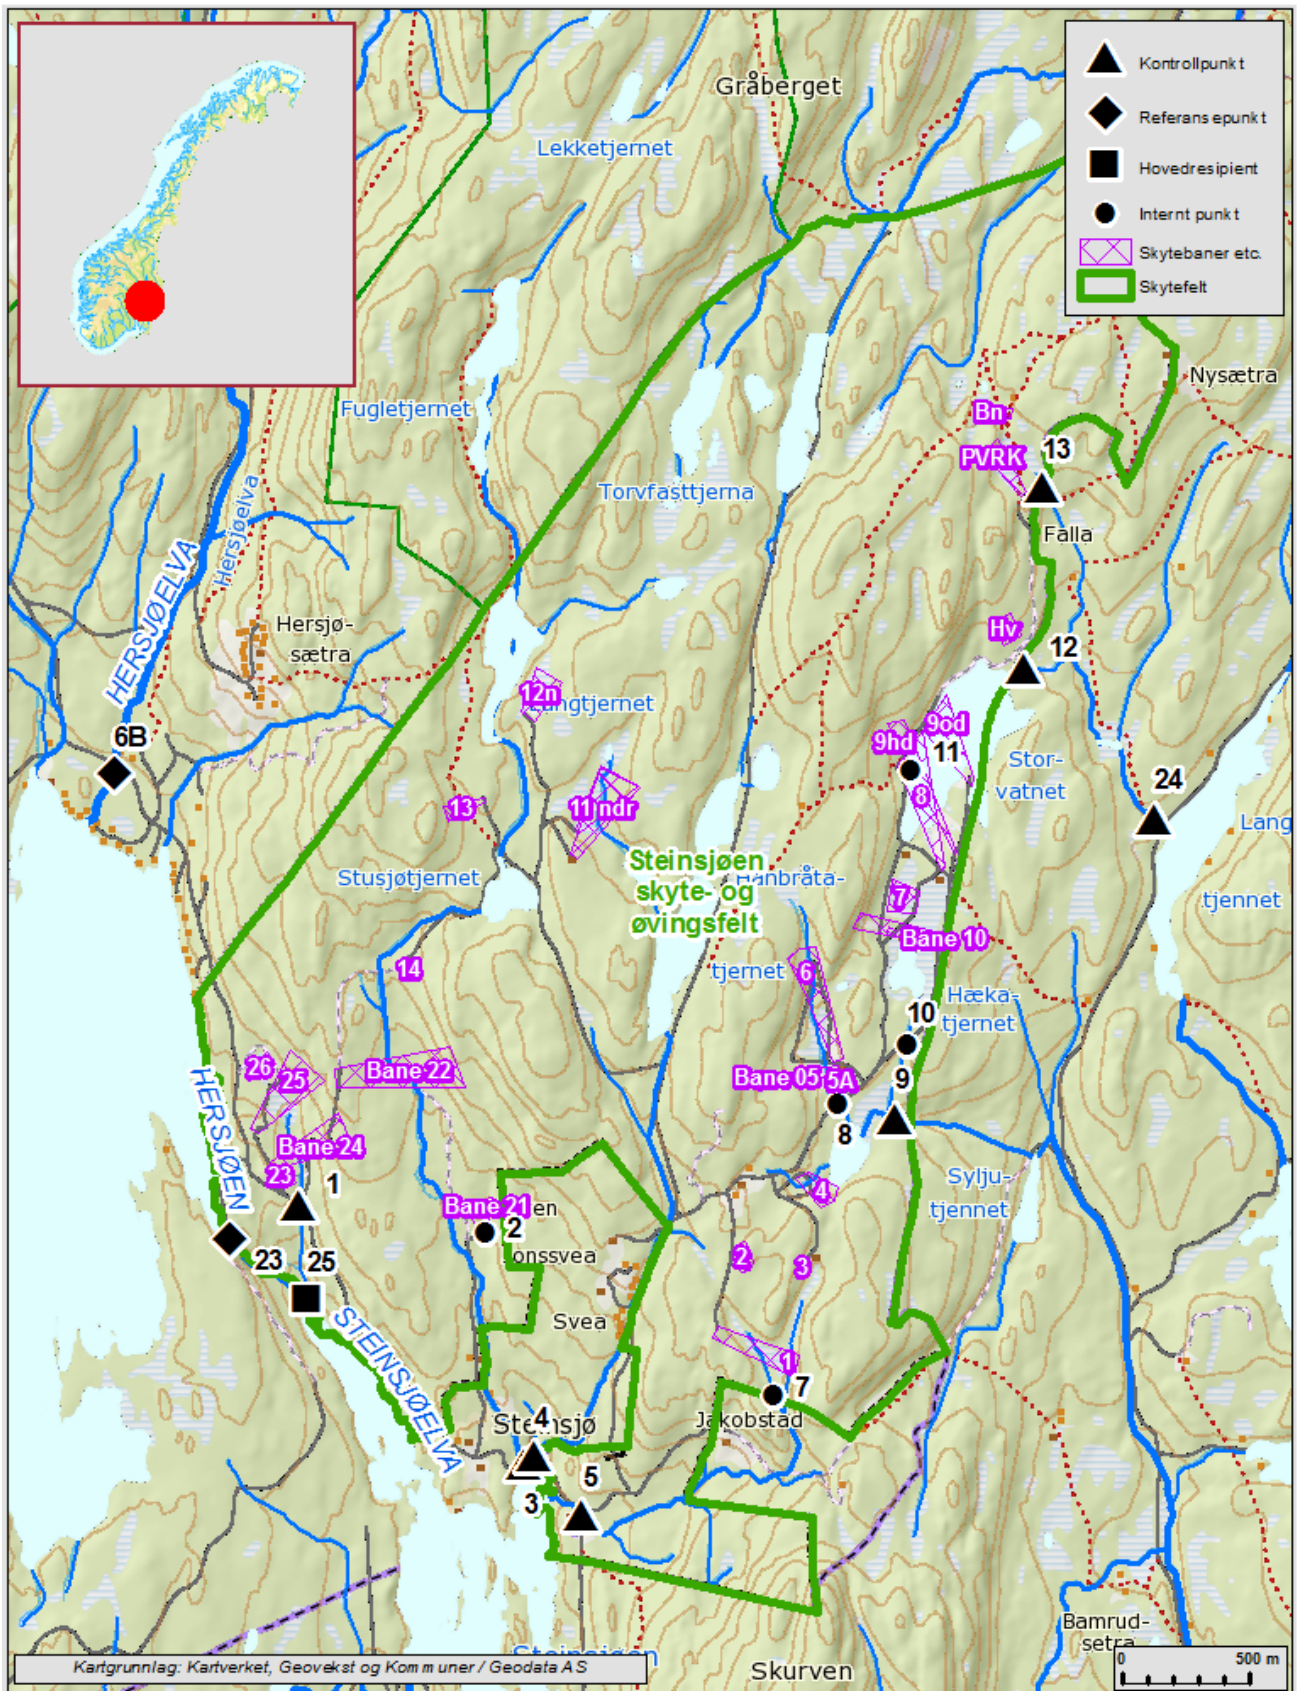 Kontrollpunkt
Referansepunkt
Hovedresipient
Internt punkt
Skytebaner etc.
Skytefelt
Gråberget
Lekketjernet
Nysætra
Fugletjernet
Bn
13
PVRK
Torvfasttjerna
Falla
Hersjøelva
HERSJØELVA
Hersjø-
sætra
Hv
12
12n
Langtjernet
6B
9od
9hd
11
Stor-
vatnet
24
13
11 ndr
8
Lang
Steinsjøen
skyte- og
øvingsfelt
Hanbråta-
Stusjøtjernet
7
tjennet
Bane 10
14
tjernet
6
Hæka-
tjernet
10
26
25
Bane 22
Bane 05
5A
9
HERSJØEN
8
Bane 24
23
1
4
Sylju-
tjennet
Bane 21
2
onssvea
23
25
2
3
STEINSJØELVA
Svea
1
7
4
Steinsjø
Jakobstad
5
3
Bamrud-
setra
Steinsjøen
Skurven
Kartgrunnlag: Kartverket, Geovekst og Kommuner / Geodata AS
0 500 m